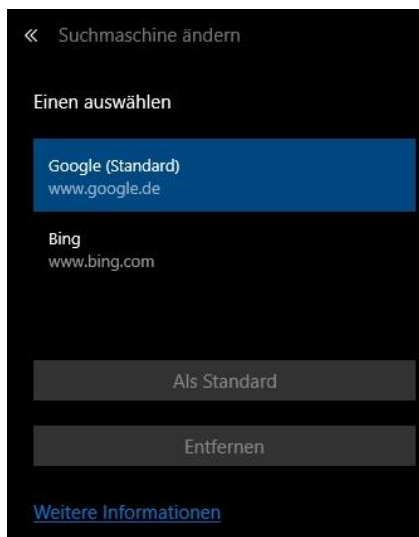 « Suchmaschine ändern
Einen auswählen
Google (Standard)
www.google.de
Bing
www.bing.com
Als Standard
Entfernen
Weitere Informationen